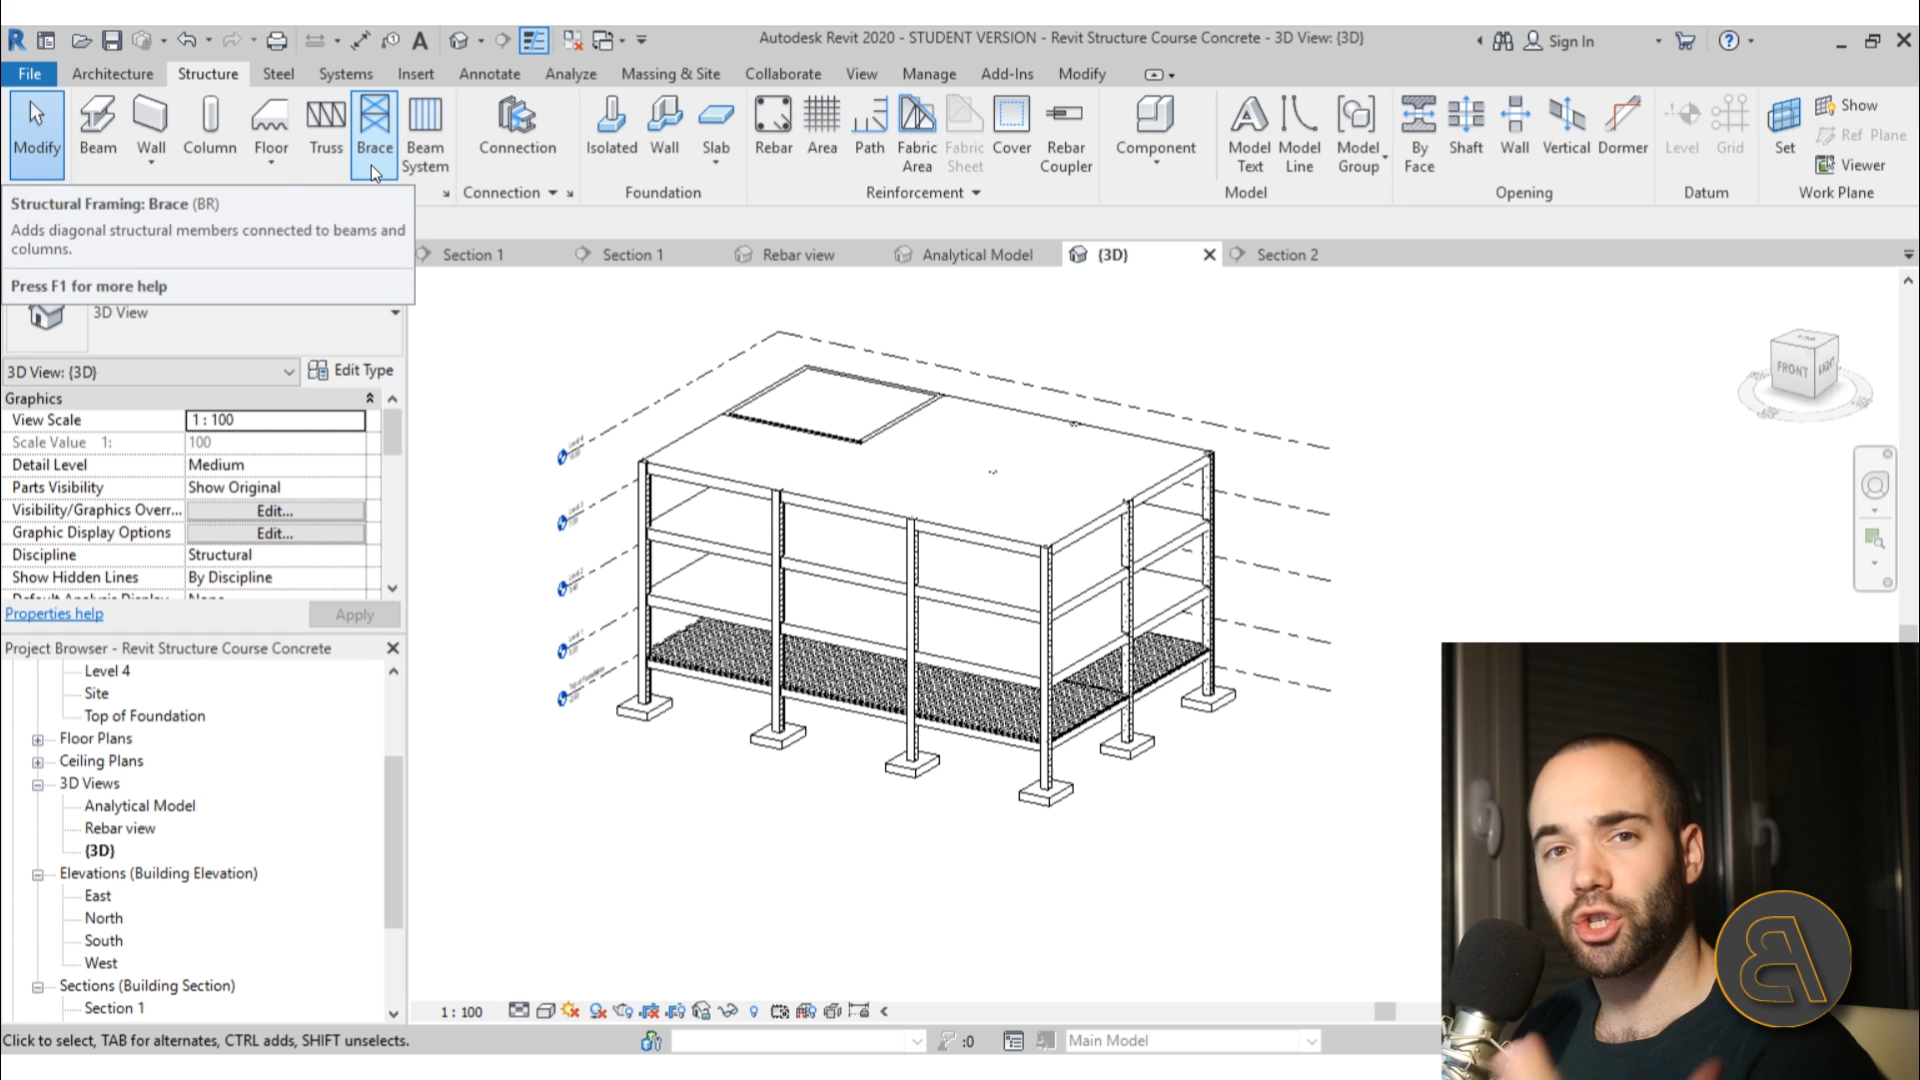 Autodesk Revit 2020 - STUDENT VERSION - Revit Structure Course Concrete - 3D View: {3D}
Sign In
File Architecture Structure Steel Systems Insert Annotate Analyze Massing & Site Collaborate View Manage Add-Ins Modify
Modify Beam Wall Column Floor Truss Brace Beam System Connection Isolated Wall Slab Rebar Area Path Fabric Area Fabric Sheet Cover Rebar Coupler Component Model Text Model Line Model Group By Face Shaft Wall Vertical Dormer Level Grid Set
Show
Ref Plane
Viewer
Connection Foundation Reinforcement Model Opening Datum Work Plane
Structural Framing: Brace (BR)
Adds diagonal structural members connected to beams and
columns.
Press F1 for more help
Section 1 Section 1 Rebar view Analytical Model {3D} Section 2
3D View
3D View: {3D} Edit Type
Graphics
View Scale 1 : 100
Scale Value 1: 100
Detail Level Medium
Parts Visibility Show Original
Visibility/Graphics Overr... Edit...
Graphic Display Options Edit...
Discipline Structural
Show Hidden Lines By Discipline
Properties help Apply
Project Browser - Revit Structure Course Concrete
Level 4
Site
Top of Foundation
Floor Plans
Ceiling Plans
3D Views
Analytical Model
Rebar view
{3D}
Elevations (Building Elevation)
East
North
South
West
Sections (Building Section)
Section 1
FRONT
RIGHT
1 : 100
Click to select, TAB for alternates, CTRL adds, SHIFT unselects.
:0
Main Model